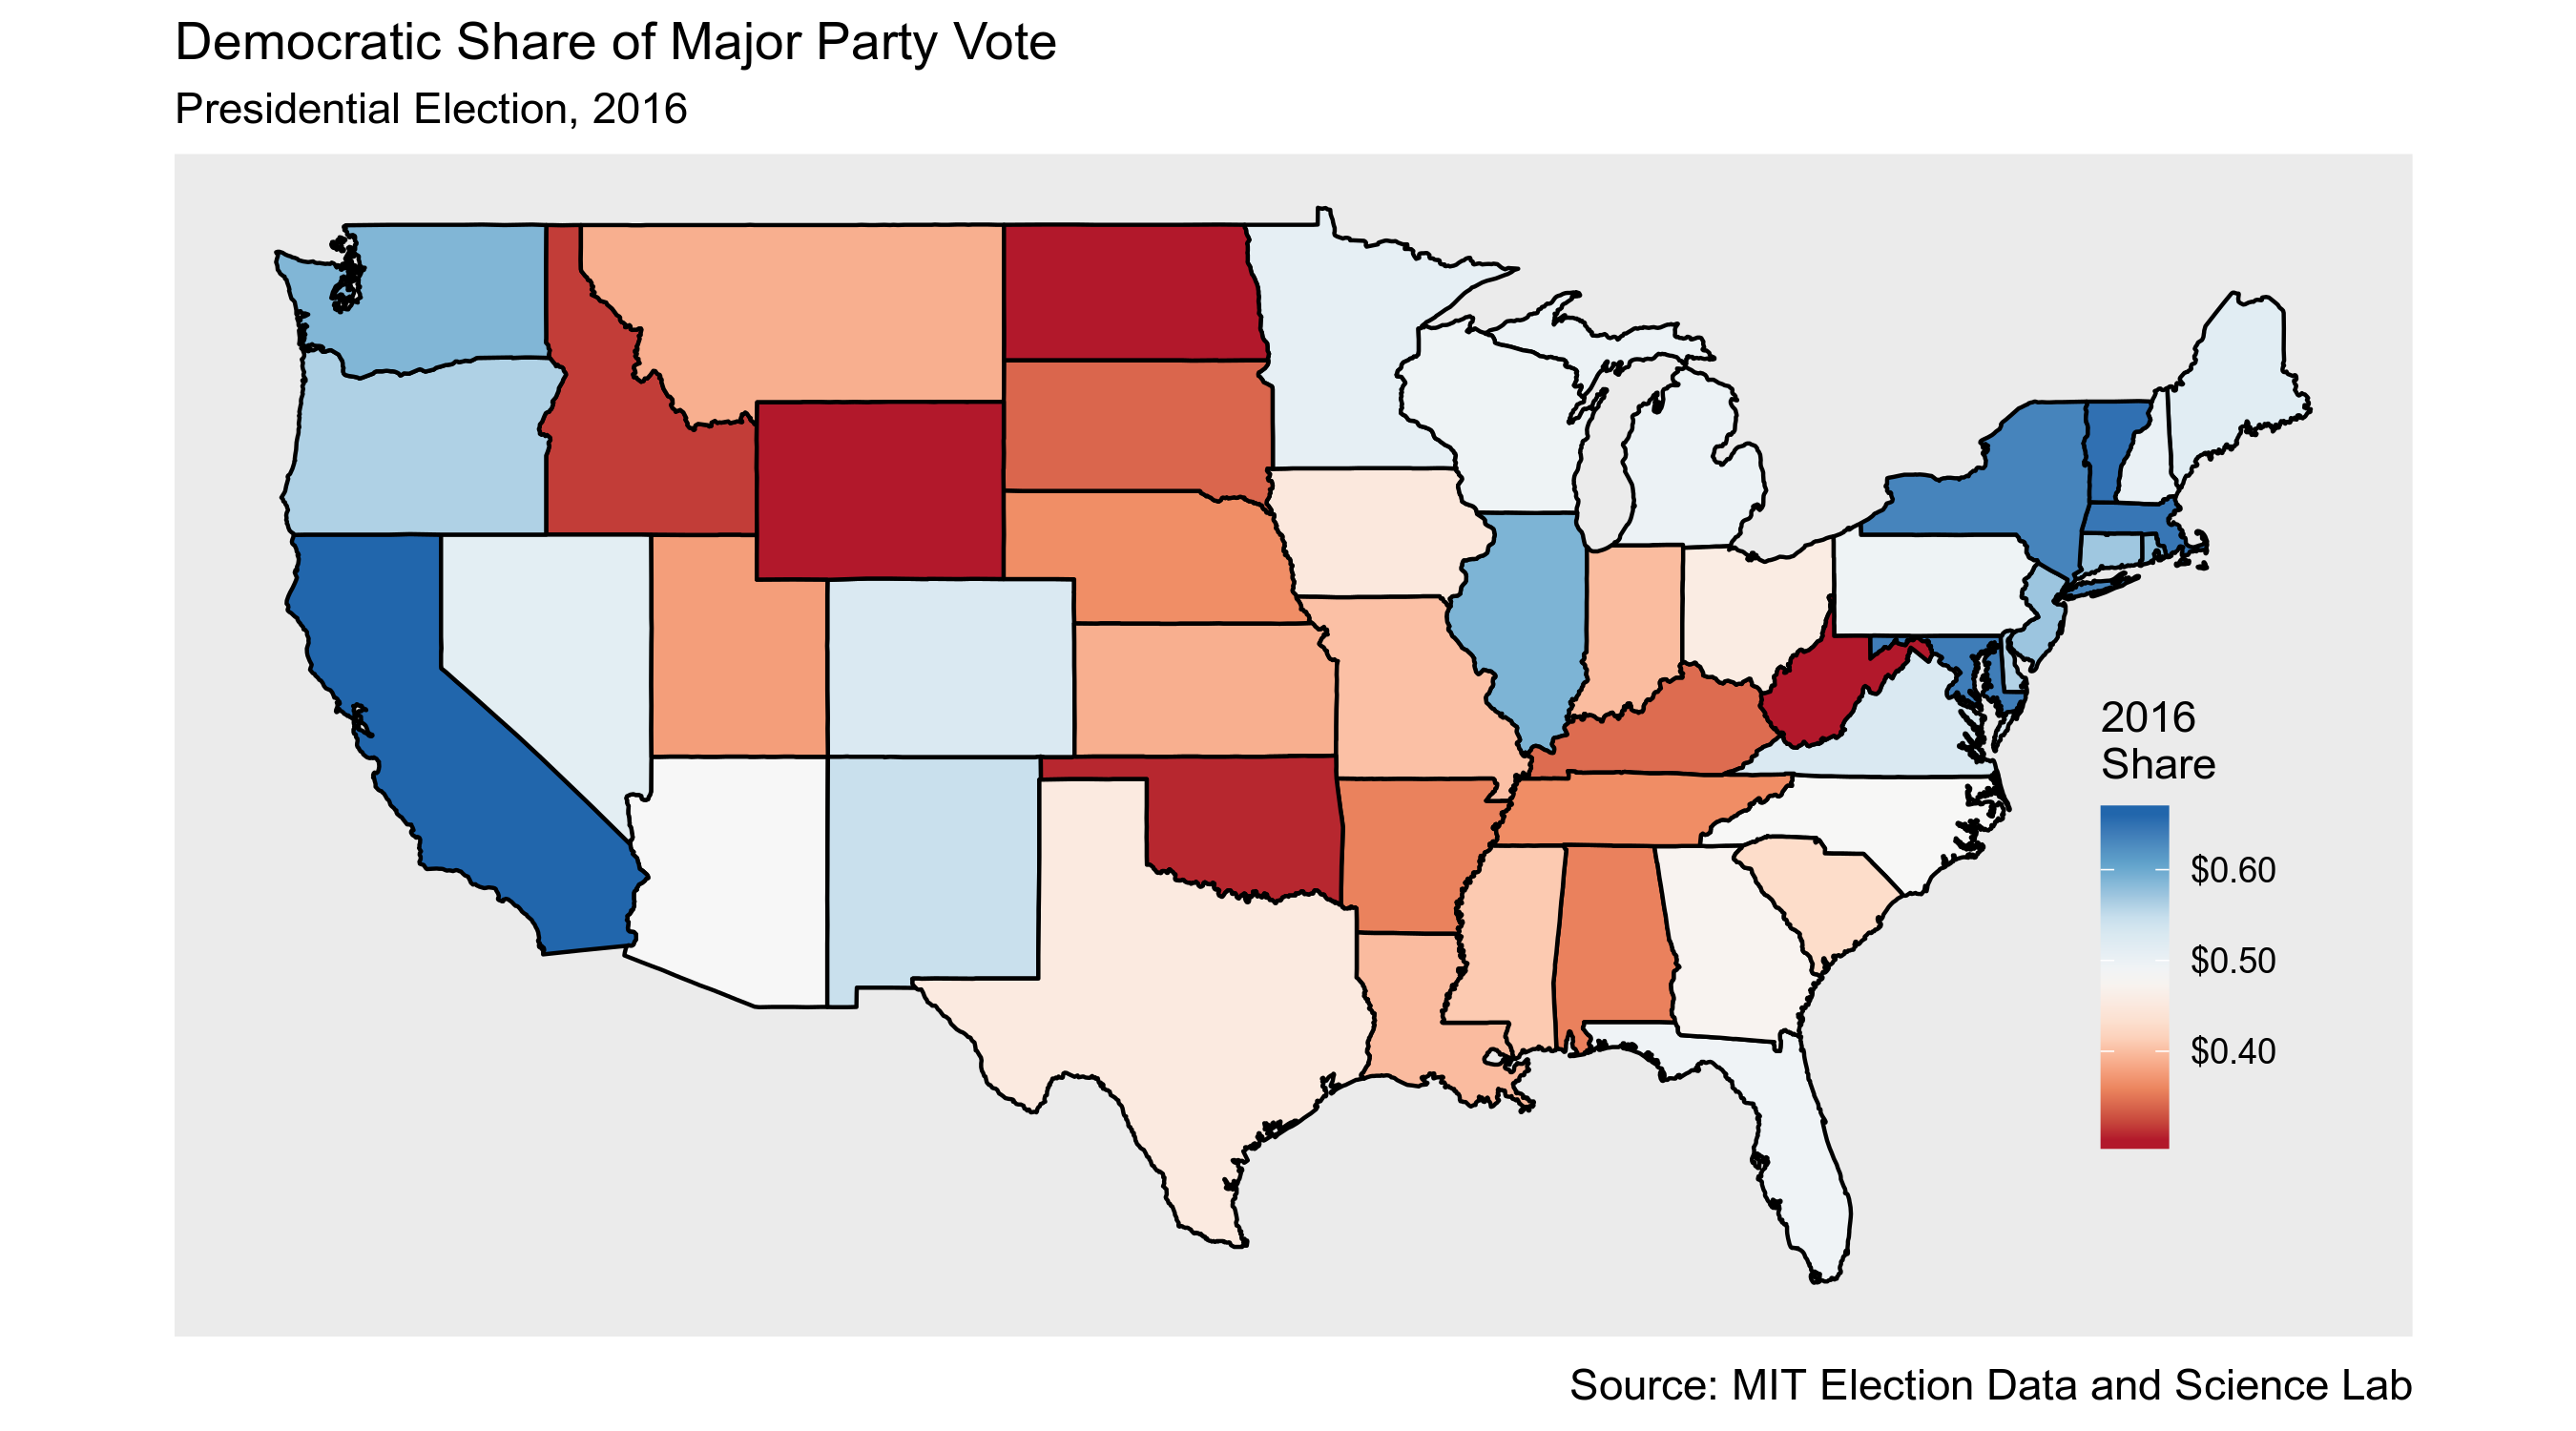 Democratic Share of Major Party Vote
Presidential Election, 2016
2016
Share
$0.60
$0.50
$0.40
Source: MIT Election Data and Science Lab